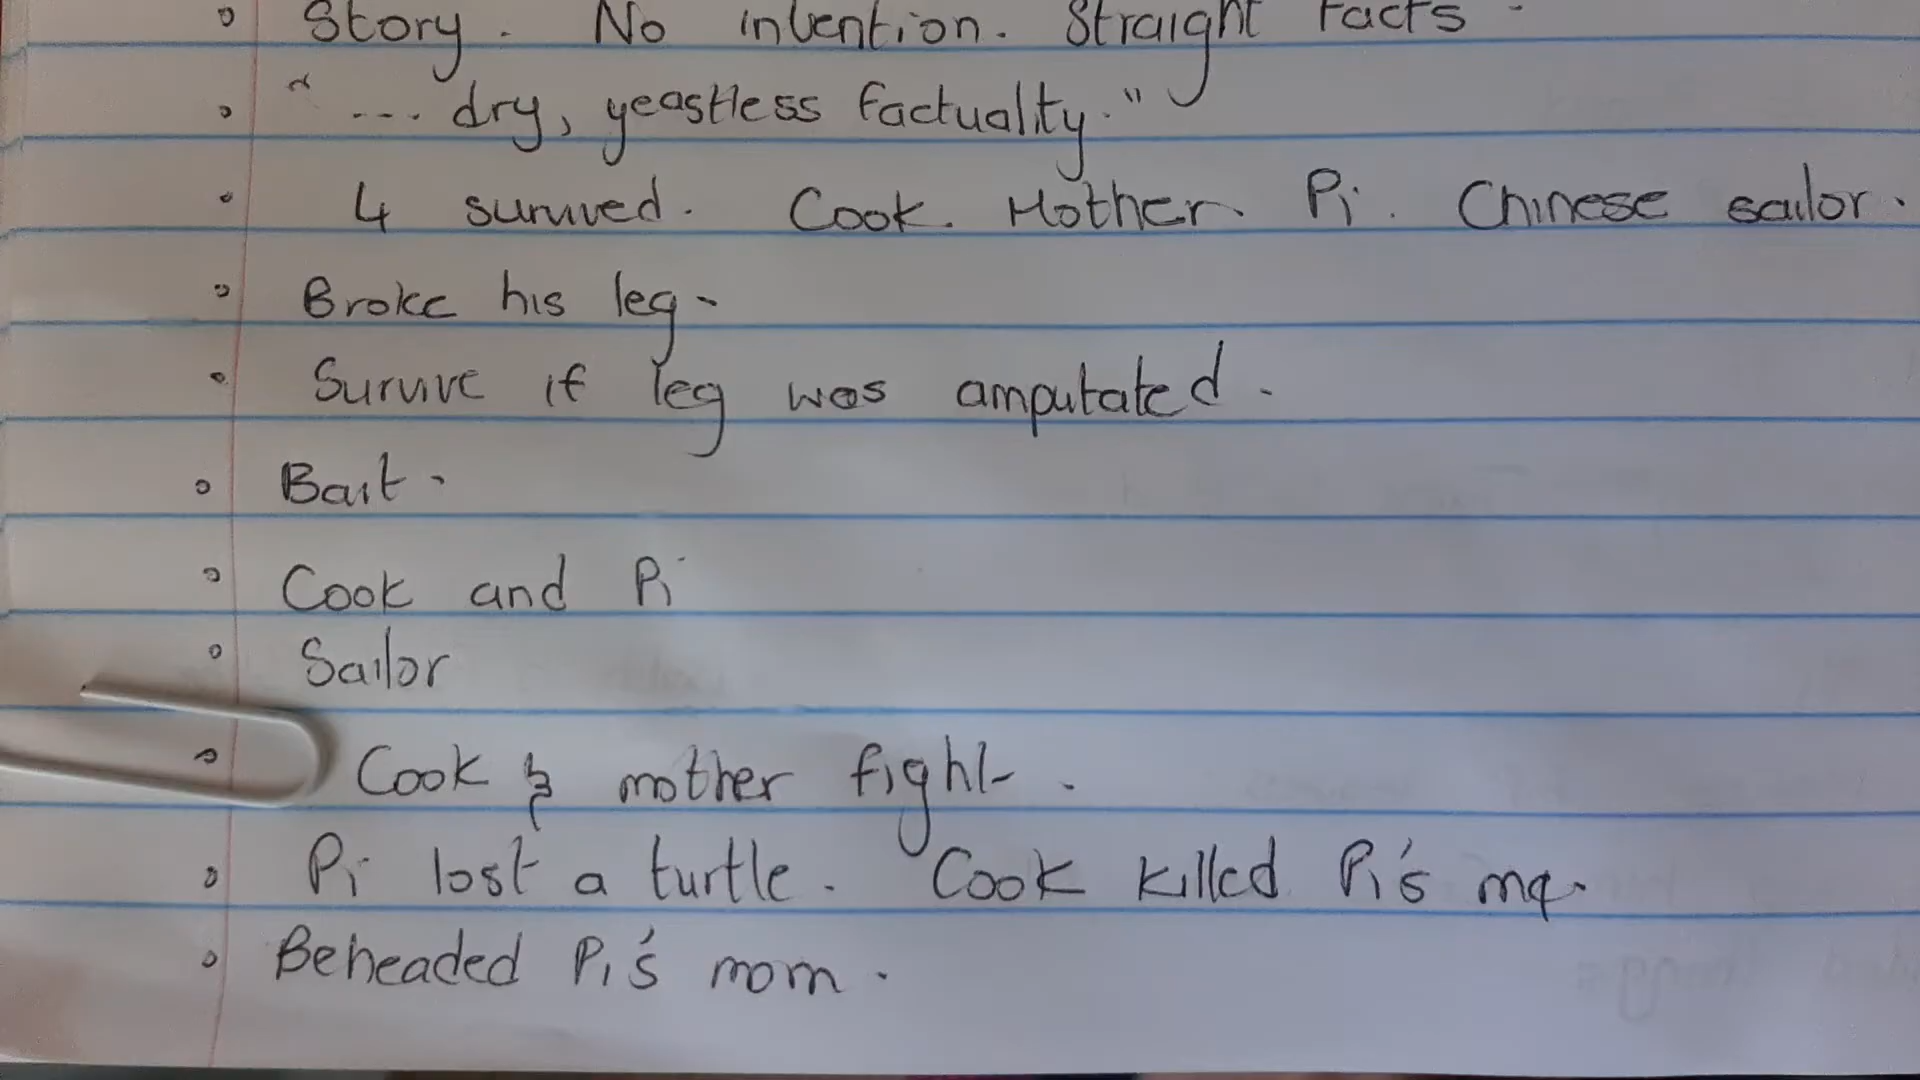 • Story. No invention. Straight facts.
• "... dry, yeastless factuality."
• 4 survived. Cook. Mother. Pi. Chinese sailor.
• Broke his leg.
• Survive if leg was amputated.
• Bait.
• Cook and Pi
• Sailor
• Cook & mother fight.
• Pi lost a turtle. Cook killed Pi's
• Beheaded Pi's mom.